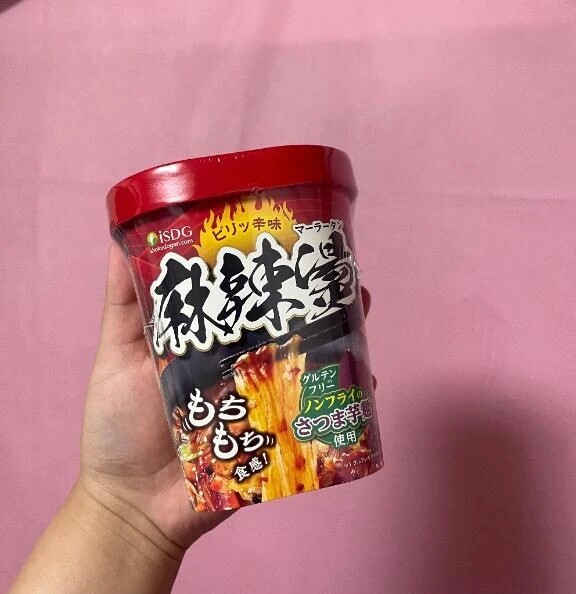 iSDG
ishokudogen.com
ピリッ辛味
マーラータン
麻辣湯
もち
もち
食感!
グルテン
フリー
ノンフライの
さつま芋麺
使用